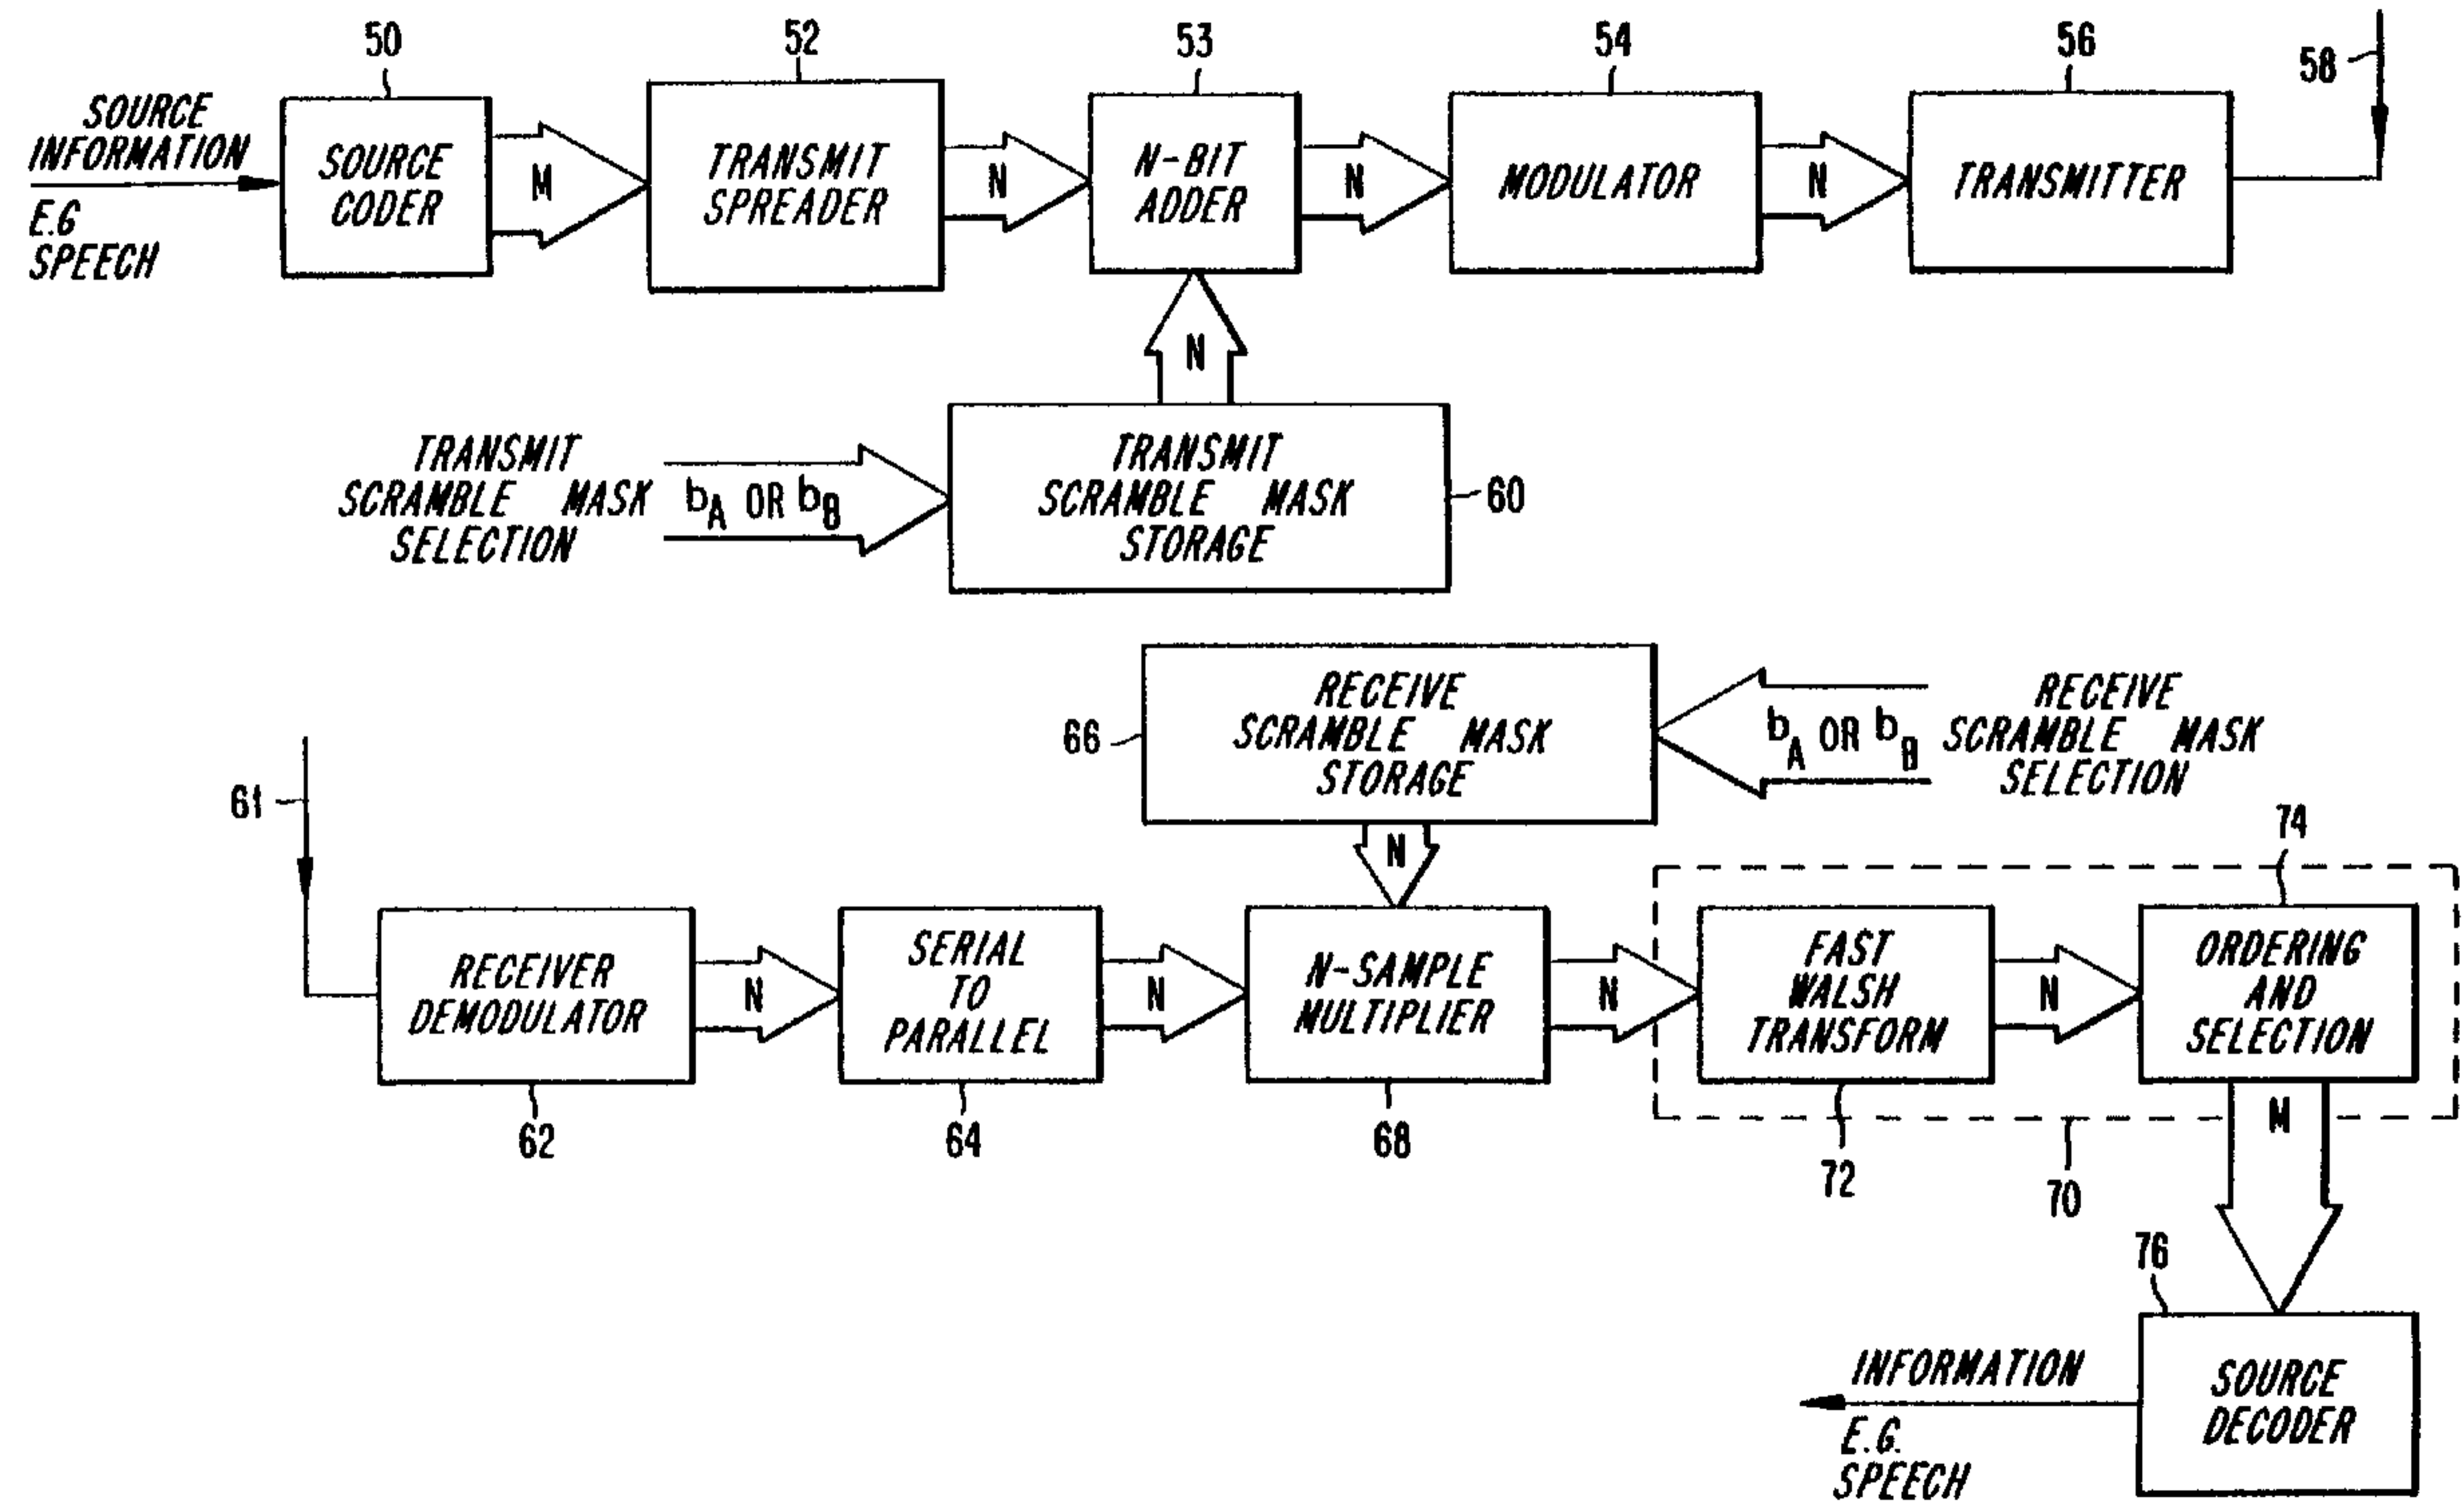 50
52
53
54
56
58
SOURCE
INFORMATION
E.G
SPEECH
SOURCE
CODER
M
TRANSMIT
SPREADER
N
N-BIT
ADDER
N
MODULATOR
N
TRANSMITTER
N
TRANSMIT
SCRAMBLE MASK
SELECTION
bA OR bB
TRANSMIT
SCRAMBLE MASK
STORAGE
60
66
RECEIVE
SCRAMBLE MASK
STORAGE
bA OR bB
RECEIVE
SCRAMBLE MASK
SELECTION
61
N
74
RECEIVER
DEMODULATOR
N
SERIAL
TO
PARALLEL
N
N-SAMPLE
MULTIPLIER
N
FAST
WALSH
TRANSFORM
N
ORDERING
AND
SELECTION
62
64
68
72
70
M
76
INFORMATION
E.G.
SPEECH
SOURCE
DECODER